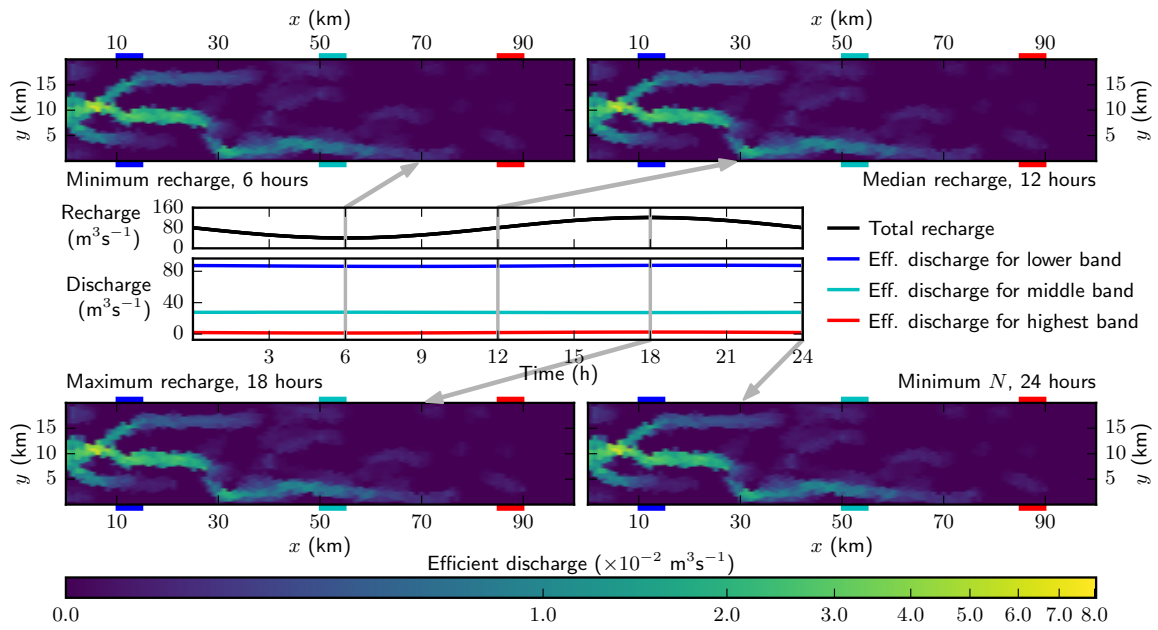 x (km) x (km)
10 30 50 70 90 10 30 50 70 90
y (km) 15 10 5 15 10 5 y (km)
Minimum recharge, 6 hours Median recharge, 12 hours
Recharge (m³s⁻¹) 160 80 0
Discharge (m³s⁻¹) 80 40 0
Total recharge
Eff. discharge for lower band
Eff. discharge for middle band
Eff. discharge for highest band
3 6 9 12 15 18 21 24
Time (h)
Maximum recharge, 18 hours Minimum N, 24 hours
y (km) 15 10 5 15 10 5 y (km)
10 30 50 70 90 10 30 50 70 90
x (km) x (km)
Efficient discharge (×10⁻² m³s⁻¹)
0.0 1.0 2.0 3.0 4.0 5.0 6.0 7.0 8.0